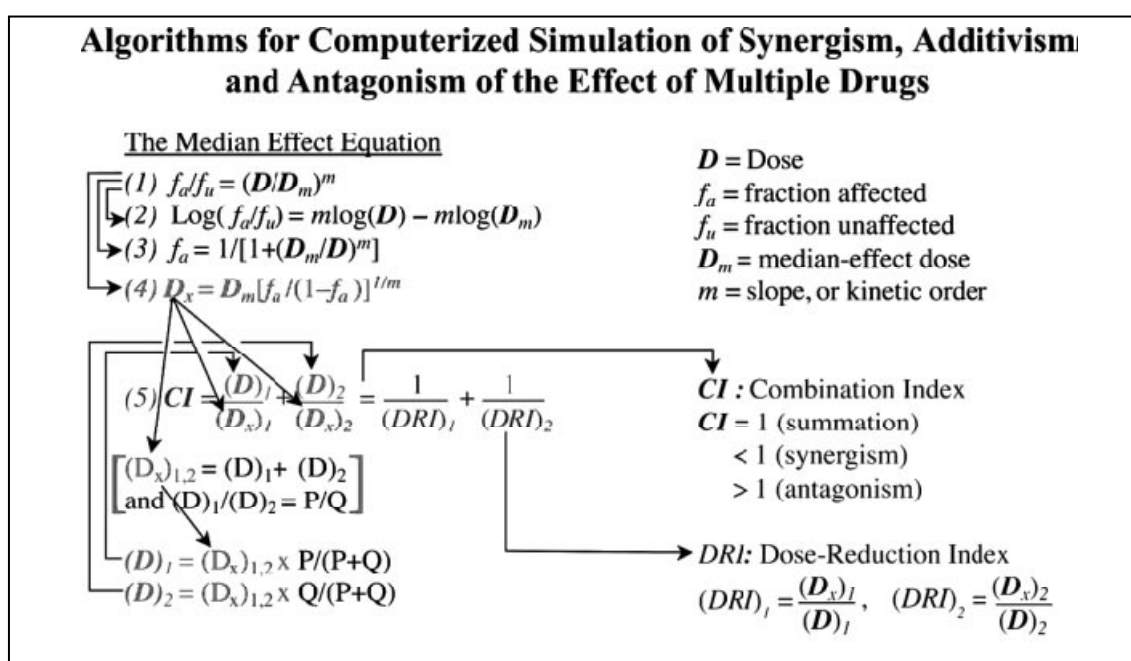 Algorithms for Computerized Simulation of Synergism, Additivism
and Antagonism of the Effect of Multiple Drugs
The Median Effect Equation
(1) fₐ/fᵤ = (D/Dₘ)ᵐ
(2) Log(fₐ/fᵤ) = mlog(D) – mlog(Dₘ)
(3) fₐ = 1/[1+(Dₘ/D)ᵐ]
(4) Dₓ = Dₘ[fₐ/(1–fₐ)]¹/ᵐ
D = Dose
fₐ = fraction affected
fᵤ = fraction unaffected
Dₘ = median-effect dose
m = slope, or kinetic order
(5) CI = (D)₁/(Dₓ)₁ + (D)₂/(Dₓ)₂ = 1/(DRI)₁ + 1/(DRI)₂
[(Dₓ)₁,₂ = (D)₁+ (D)₂
and (D)₁/(D)₂ = P/Q]
(D)₁ = (Dₓ)₁,₂ x P/(P+Q)
(D)₂ = (Dₓ)₁,₂ x Q/(P+Q)
CI : Combination Index
CI = 1 (summation)
< 1 (synergism)
> 1 (antagonism)
DRI: Dose-Reduction Index
(DRI)₁ = (Dₓ)₁/(D)₁, (DRI)₂ = (Dₓ)₂/(D)₂